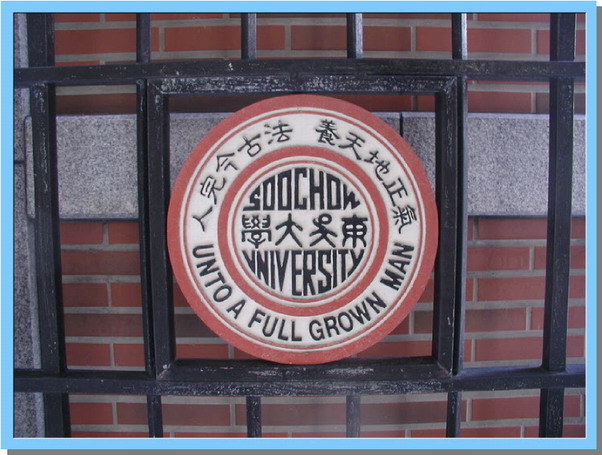 養天地正氣
法古今完人
SOOCHOW
東吳大學
UNIVERSITY
UNTO A FULL GROWN MAN